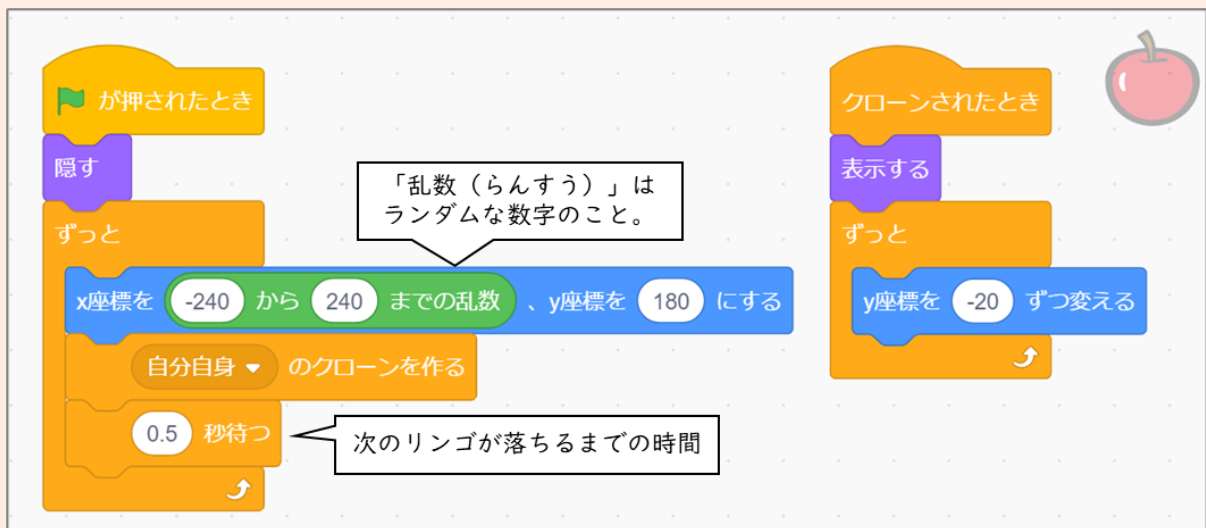 が押されたとき
隠す
ずっと
x座標を -240 から 240 までの乱数 、y座標を 180 にする
自分自身 のクローンを作る
0.5 秒待つ
「乱数（らんすう）」は
ランダムな数字のこと。
次のリンゴが落ちるまでの時間
クローンされたとき
表示する
ずっと
y座標を -20 ずつ変える